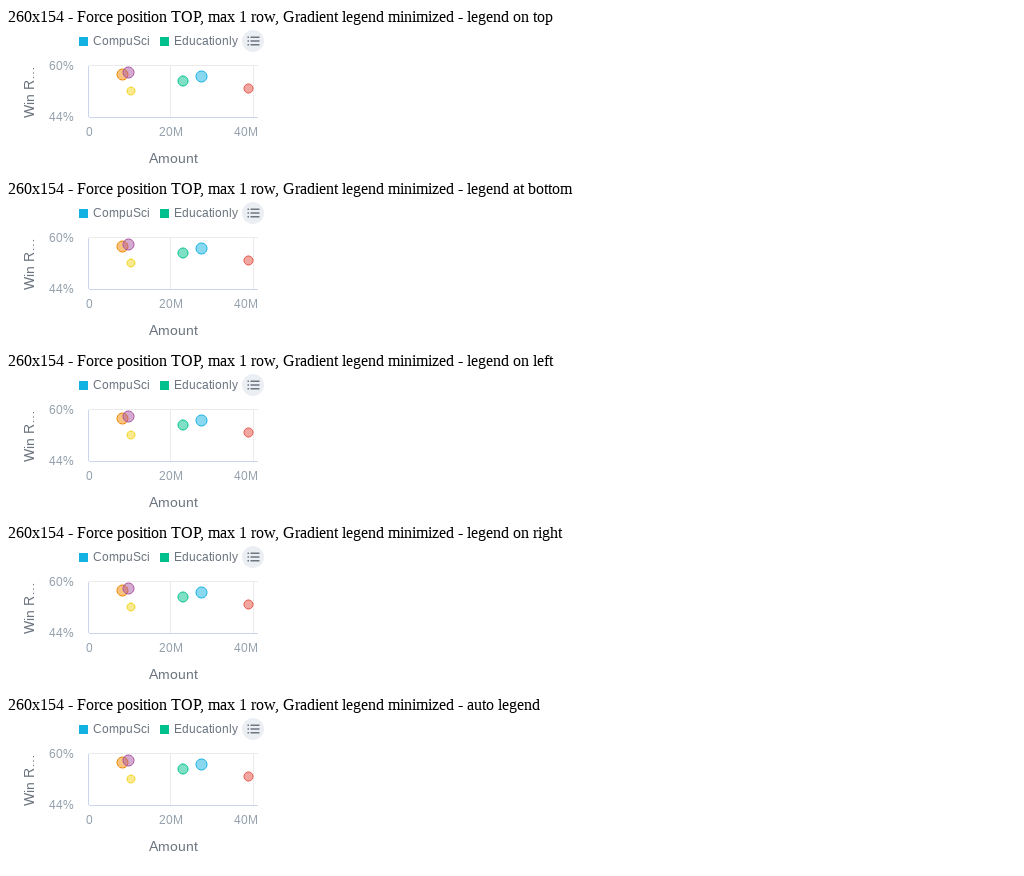 260x154 - Force position TOP, max 1 row, Gradient legend minimized - legend on top
CompuSci Educationly
60%
Win R...
44%
0 20M 40M
Amount
260x154 - Force position TOP, max 1 row, Gradient legend minimized - legend at bottom
CompuSci Educationly
60%
Win R...
44%
0 20M 40M
Amount
260x154 - Force position TOP, max 1 row, Gradient legend minimized - legend on left
CompuSci Educationly
60%
Win R...
44%
0 20M 40M
Amount
260x154 - Force position TOP, max 1 row, Gradient legend minimized - legend on right
CompuSci Educationly
60%
Win R...
44%
0 20M 40M
Amount
260x154 - Force position TOP, max 1 row, Gradient legend minimized - auto legend
CompuSci Educationly
60%
Win R...
44%
0 20M 40M
Amount